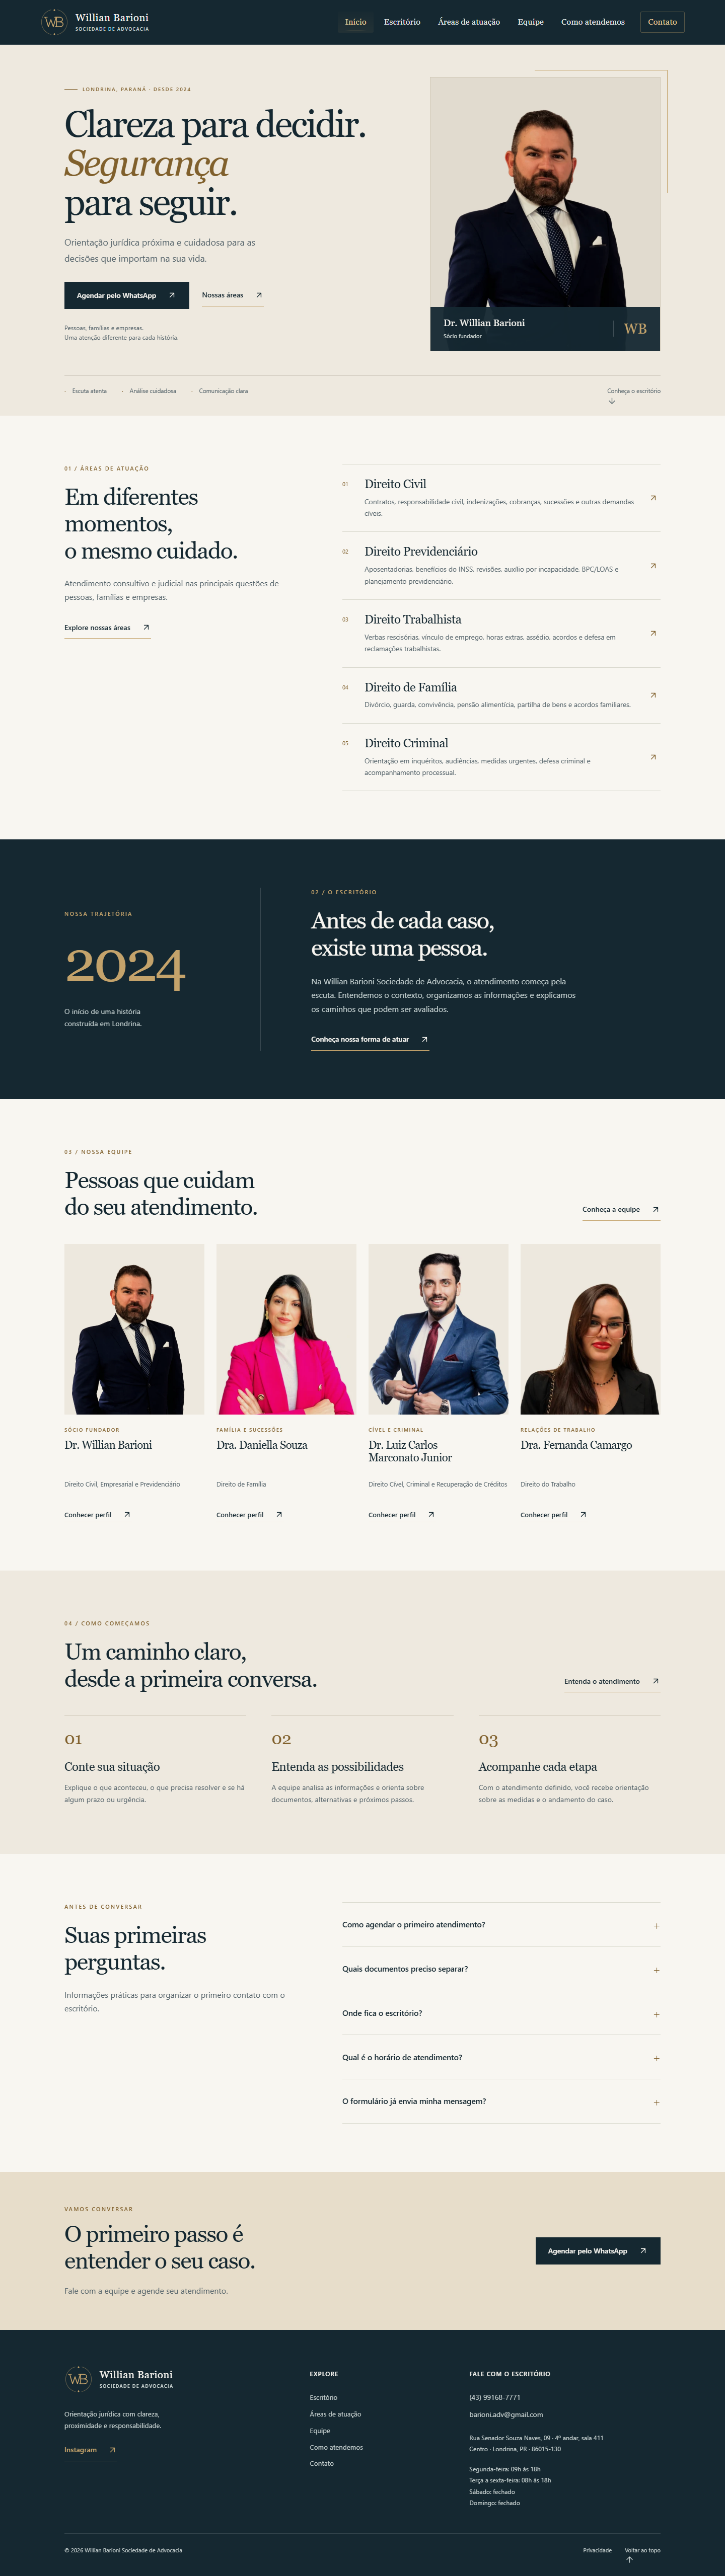 WB
Willian Barioni
SOCIEDADE DE ADVOCACIA
Início
Escritório
Áreas de atuação
Equipe
Como atendemos
Contato
LONDRINA, PARANÁ · DESDE 2024
Clareza para decidir.
Segurança
para seguir.
Orientação jurídica próxima e cuidadosa para as
decisões que importam na sua vida.
Agendar pelo WhatsApp
Nossas áreas
Pessoas, famílias e empresas.
Uma atenção diferente para cada história.
Dr. Willian Barioni
Sócio fundador
WB
Escuta atenta
Análise cuidadosa
Comunicação clara
Conheça o escritório
01 / ÁREAS DE ATUAÇÃO
Em diferentes
momentos,
o mesmo cuidado.
Atendimento consultivo e judicial nas principais questões de
pessoas, famílias e empresas.
Explore nossas áreas
01
Direito Civil
Contratos, responsabilidade civil, indenizações, cobranças, sucessões e outras demandas
cíveis.
02
Direito Previdenciário
Aposentadorias, benefícios do INSS, revisões, auxílio por incapacidade, BPC/LOAS e
planejamento previdenciário.
03
Direito Trabalhista
Verbas rescisórias, vínculo de emprego, horas extras, assédio, acordos e defesa em
reclamações trabalhistas.
04
Direito de Família
Divórcio, guarda, convivência, pensão alimentícia, partilha de bens e acordos familiares.
05
Direito Criminal
Orientação em inquéritos, audiências, medidas urgentes, defesa criminal e
acompanhamento processual.
NOSSA TRAJETÓRIA
2024
O início de uma história
construída em Londrina.
02 / O ESCRITÓRIO
Antes de cada caso,
existe uma pessoa.
Na Willian Barioni Sociedade de Advocacia, o atendimento começa pela
escuta. Entendemos o contexto, organizamos as informações e explicamos
os caminhos que podem ser avaliados.
Conheça nossa forma de atuar
03 / NOSSA EQUIPE
Pessoas que cuidam
do seu atendimento.
Conheça a equipe
SÓCIO FUNDADOR
Dr. Willian Barioni
Direito Civil, Empresarial e Previdenciário
Conhecer perfil
FAMÍLIA E SUCESSÕES
Dra. Daniella Souza
Direito de Família
Conhecer perfil
CÍVEL E CRIMINAL
Dr. Luiz Carlos
Marconato Junior
Direito Cível, Criminal e Recuperação de Créditos
Conhecer perfil
RELAÇÕES DE TRABALHO
Dra. Fernanda Camargo
Direito do Trabalho
Conhecer perfil
04 / COMO COMEÇAMOS
Um caminho claro,
desde a primeira conversa.
Entenda o atendimento
01
Conte sua situação
Explique o que aconteceu, o que precisa resolver e se há
algum prazo ou urgência.
02
Entenda as possibilidades
A equipe analisa as informações e orienta sobre
documentos, alternativas e próximos passos.
03
Acompanhe cada etapa
Com o atendimento definido, você recebe orientação
sobre as medidas e o andamento do caso.
ANTES DE CONVERSAR
Suas primeiras
perguntas.
Informações práticas para organizar o primeiro contato com o
escritório.
Como agendar o primeiro atendimento?
Quais documentos preciso separar?
Onde fica o escritório?
Qual é o horário de atendimento?
O formulário já envia minha mensagem?
VAMOS CONVERSAR
O primeiro passo é
entender o seu caso.
Fale com a equipe e agende seu atendimento.
Agendar pelo WhatsApp
WB
Willian Barioni
SOCIEDADE DE ADVOCACIA
Orientação jurídica com clareza,
proximidade e responsabilidade.
Instagram
EXPLORE
Escritório
Áreas de atuação
Equipe
Como atendemos
Contato
FALE COM O ESCRITÓRIO
(43) 99168-7771
barioni.adv@gmail.com
Rua Senador Souza Naves, 09 · 4º andar, sala 411
Centro · Londrina, PR · 86015-130
Segunda-feira: 09h às 18h
Terça a sexta-feira: 08h às 18h
Sábado: fechado
Domingo: fechado
© 2026 Willian Barioni Sociedade de Advocacia
Privacidade
Voltar ao topo